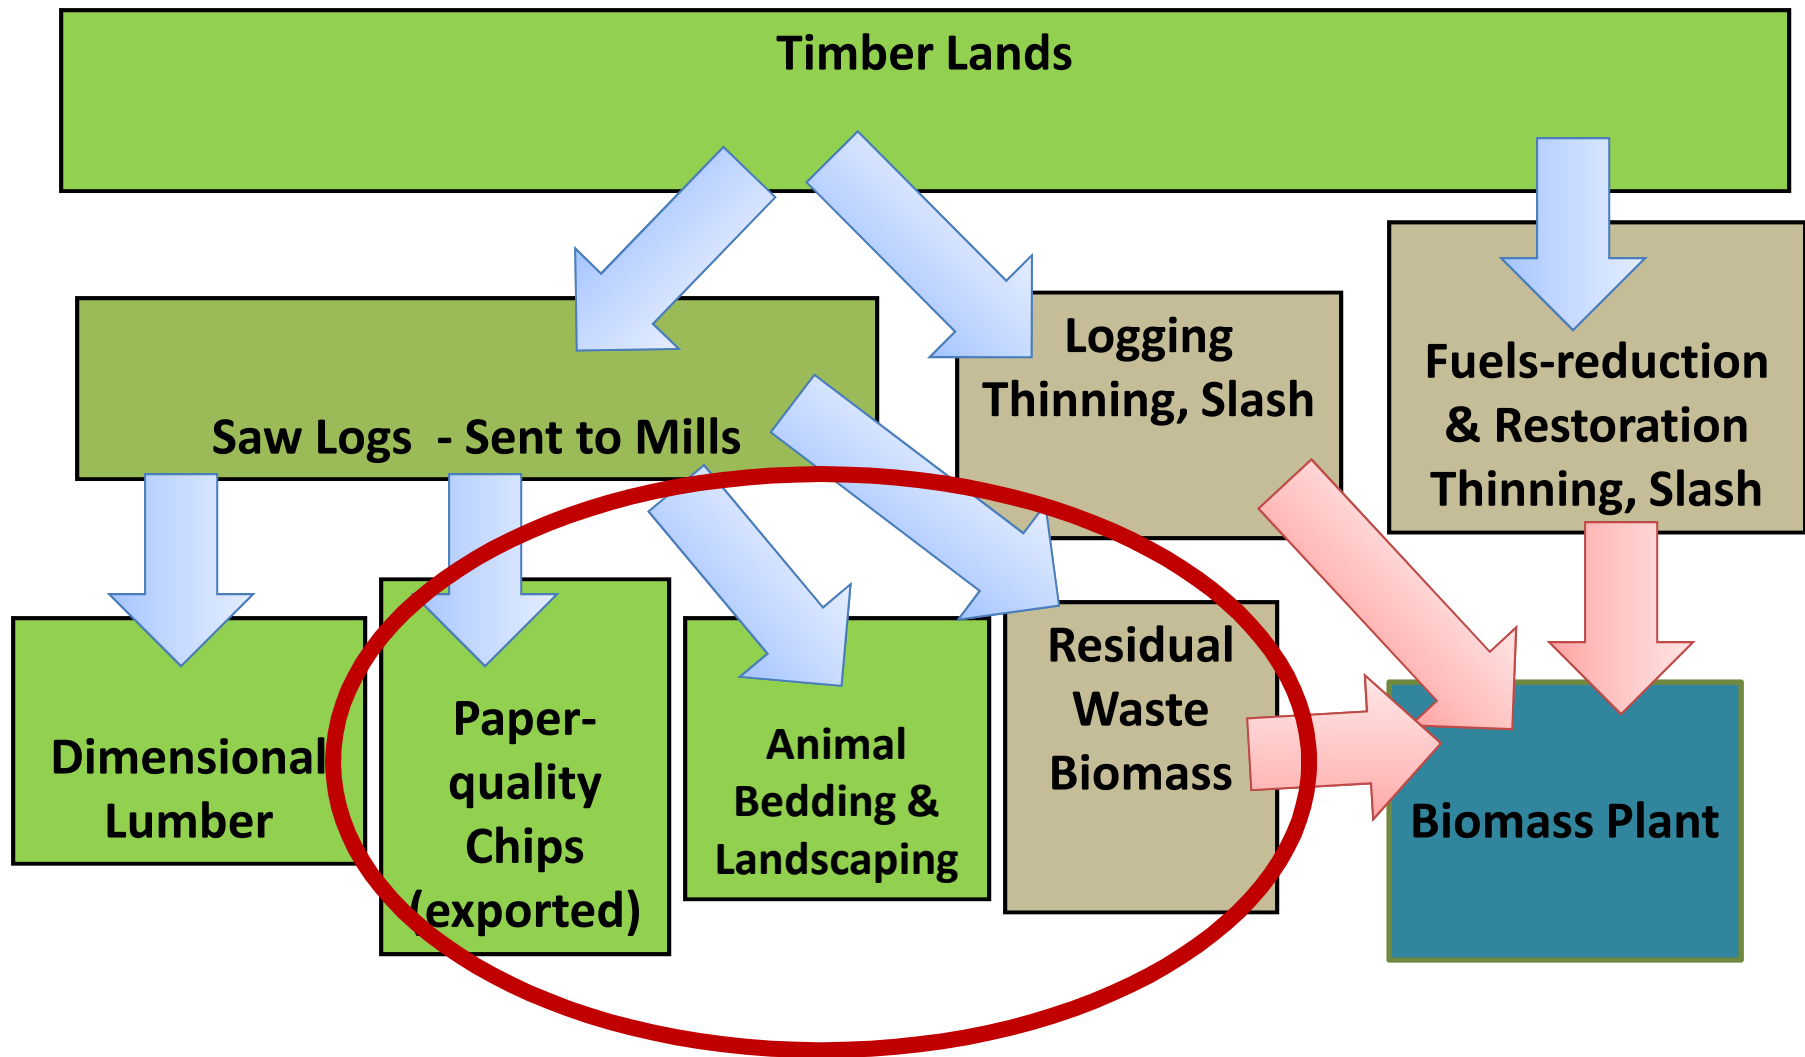 Timber Lands
Saw Logs  - Sent to Mills
Logging
Thinning, Slash
Fuels-reduction
& Restoration
Thinning, Slash
Dimensional
Lumber
Paper-
quality
Chips
(exported)
Animal
Bedding &
Landscaping
Residual
Waste
Biomass
Biomass Plant